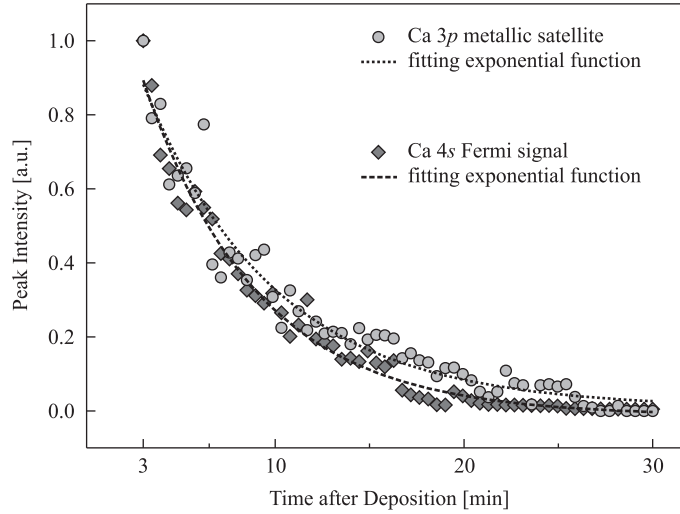 Peak Intensity [a.u.]
1.0
0.8
0.6
0.4
0.2
0.0
Ca 3p metallic satellite
fitting exponential function
Ca 4s Fermi signal
fitting exponential function
3
10
20
30
Time after Deposition [min]